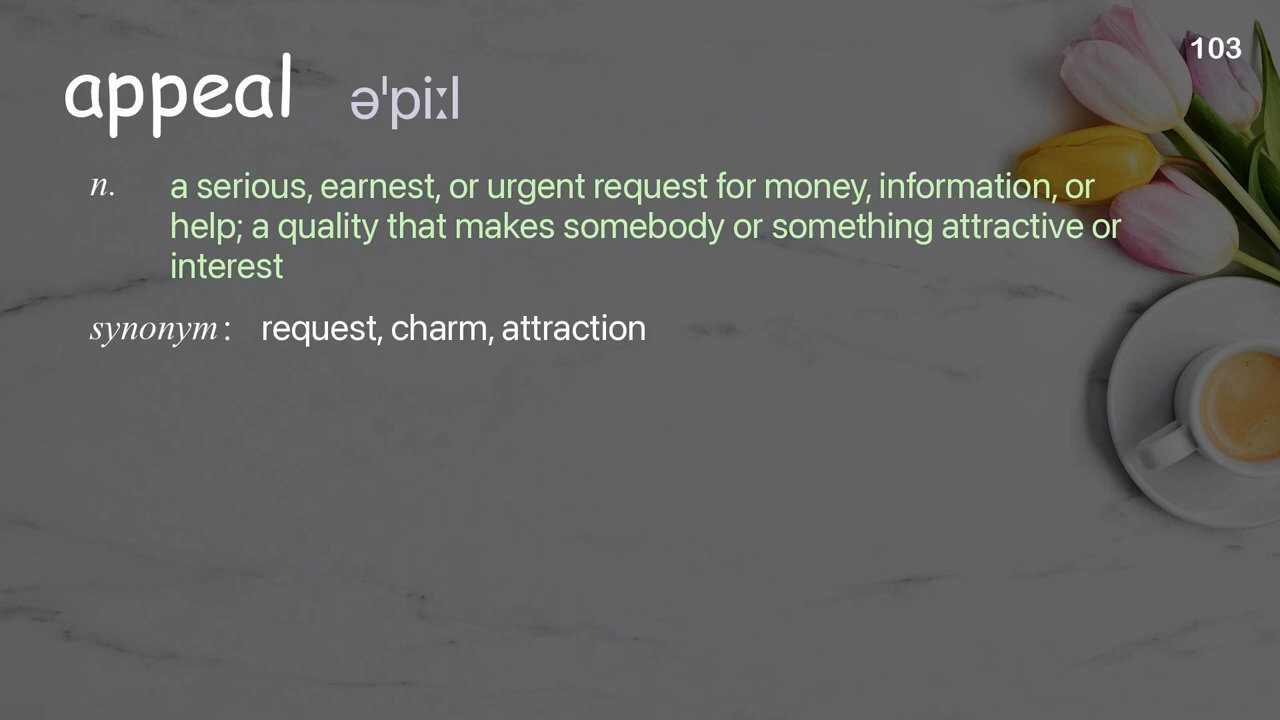 103
appeal əˈpiːl
n. a serious, earnest, or urgent request for money, information, or
help; a quality that makes somebody or something attractive or
interest
synonym: request, charm, attraction